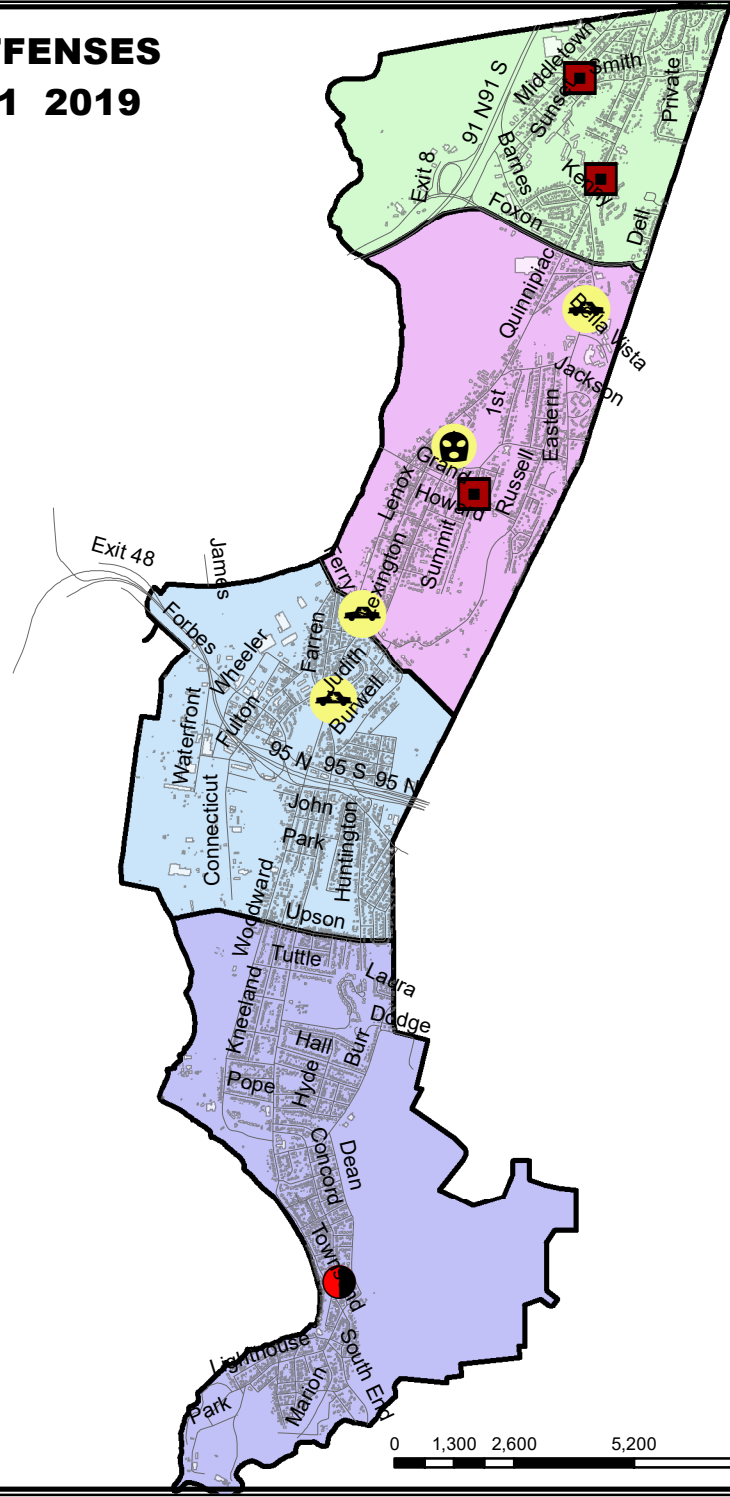 FFENSES
1 2019
Middletown
Smith
Sunset
Private
91 N
91 S
Barnes
Exit 8
Kenny
Foxon
Dell
Quinnipiac
Bella Vista
Jackson
1st
Eastern
Grand
Lenox
Howard
Russell
Summit
Lexington
Ferry
Exit 48
James
Forbes
Wheeler
Farren
Judith
Burwell
Fulton
Waterfront
95 N
95 S
95 N
Connecticut
John
Park
Huntington
Woodward
Upson
Tuttle
Laura
Kneeland
Dodge
Hall
Burr
Pope
Hyde
Concord
Dean
Townsend
South End
Lighthouse
Marion
Park
0 1,300 2,600 5,200